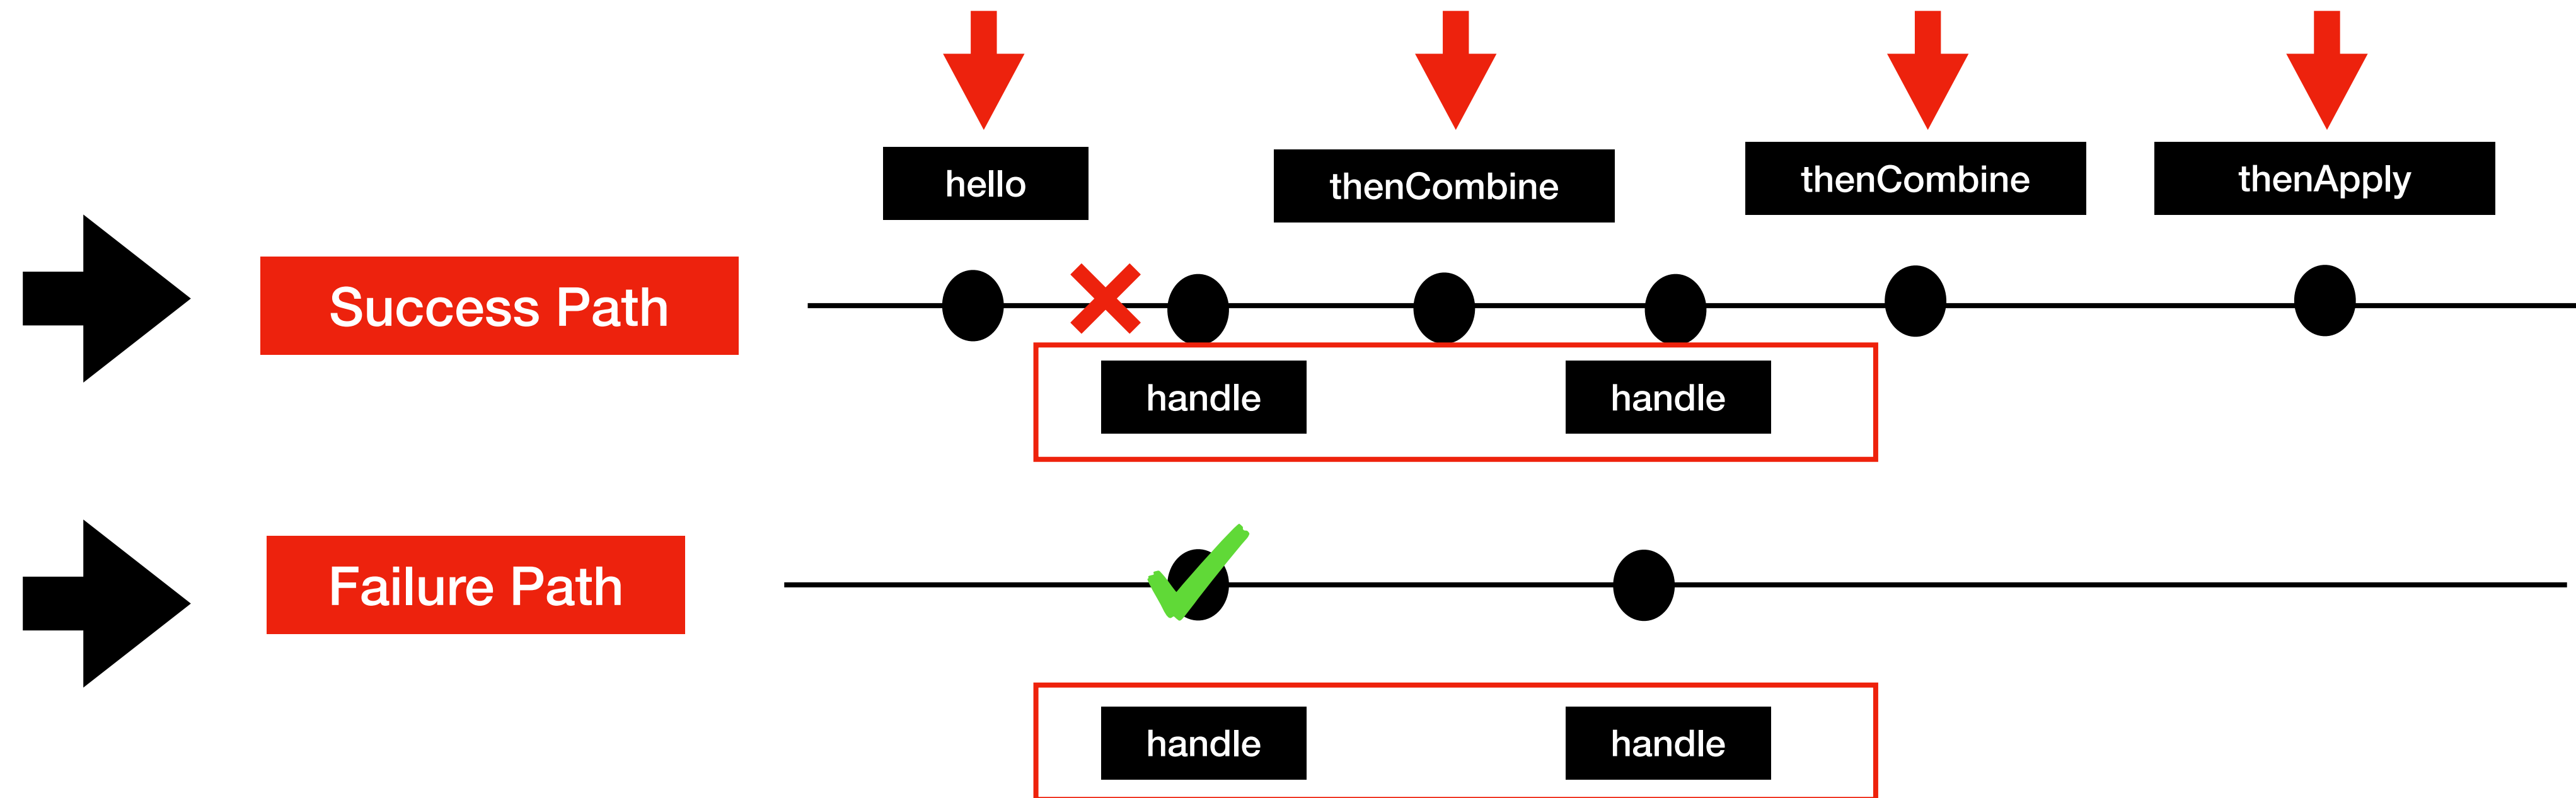 hello
thenCombine
thenCombine
thenApply
Success Path
handle
handle
Failure Path
handle
handle